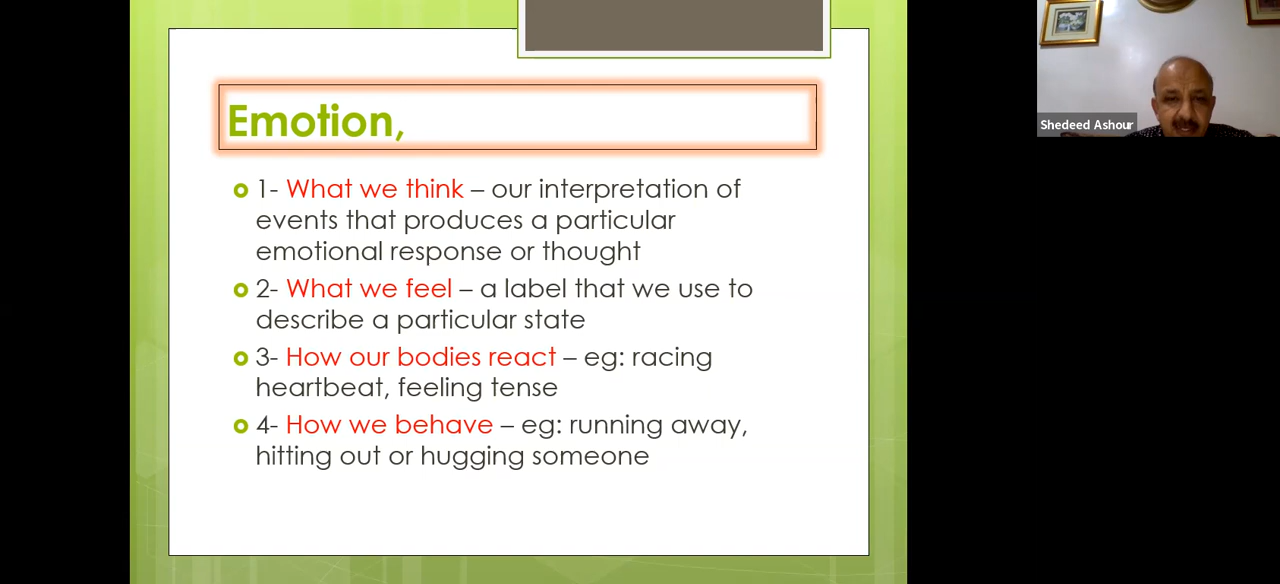 Emotion,
1- What we think – our interpretation of
events that produces a particular
emotional response or thought
2- What we feel – a label that we use to
describe a particular state
3- How our bodies react – eg: racing
heartbeat, feeling tense
4- How we behave – eg: running away,
hitting out or hugging someone
Shedeed Ashour